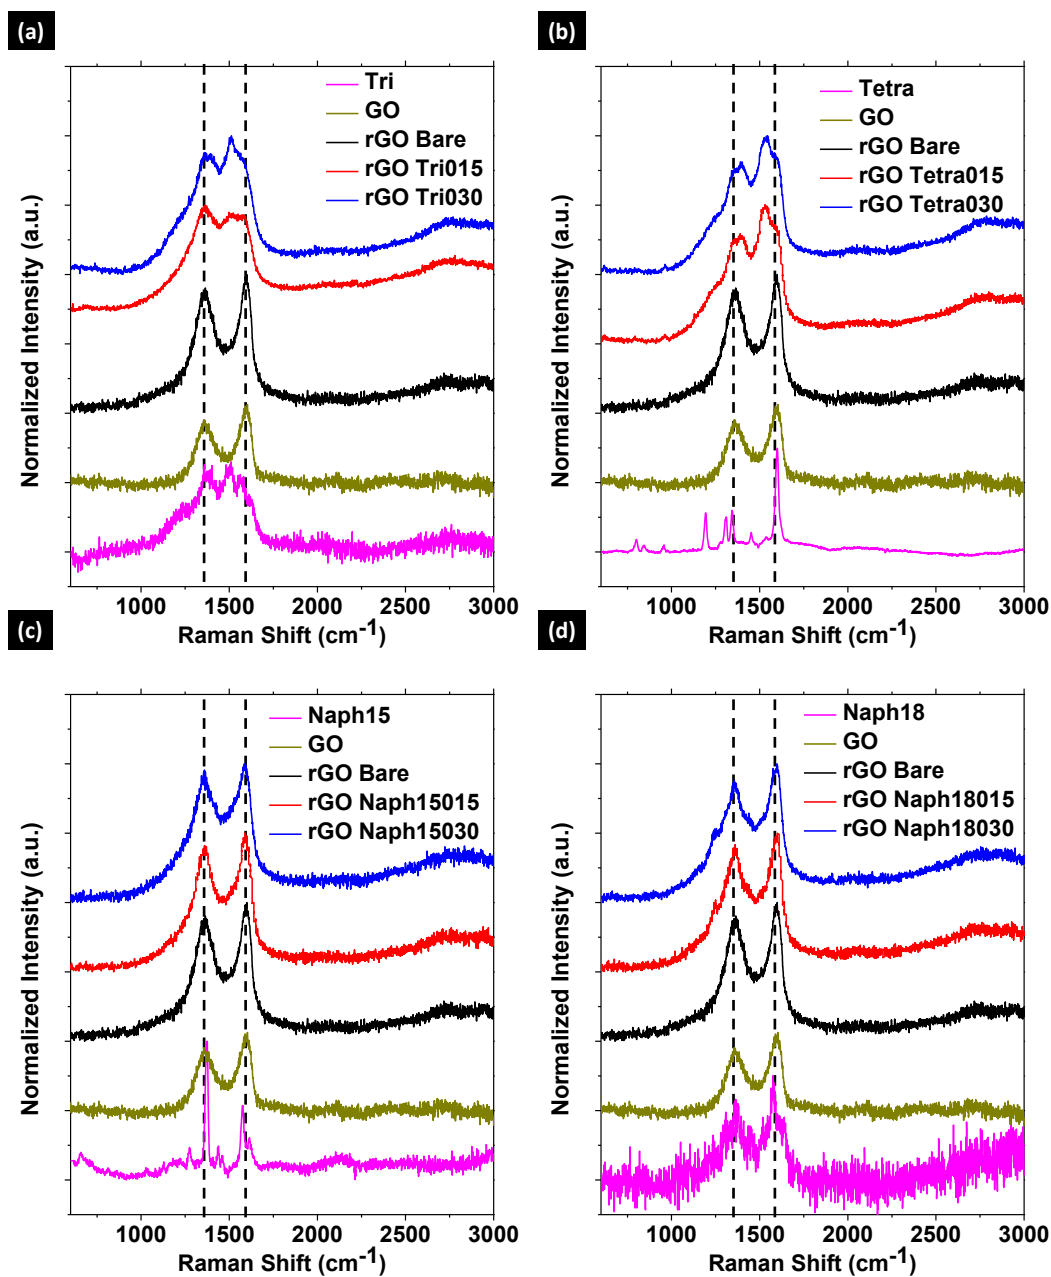 (a)
Tri
GO
rGO Bare
rGO Tri015
rGO Tri030
Normalized Intensity (a.u.)
1000 1500 2000 2500 3000
Raman Shift (cm-1)
(b)
Tetra
GO
rGO Bare
rGO Tetra015
rGO Tetra030
Normalized Intensity (a.u.)
1000 1500 2000 2500 3000
Raman Shift (cm-1)
(c)
Naph15
GO
rGO Bare
rGO Naph15015
rGO Naph15030
Normalized Intensity (a.u.)
1000 1500 2000 2500 3000
Raman Shift (cm-1)
(d)
Naph18
GO
rGO Bare
rGO Naph18015
rGO Naph18030
Normalized Intensity (a.u.)
1000 1500 2000 2500 3000
Raman Shift (cm-1)